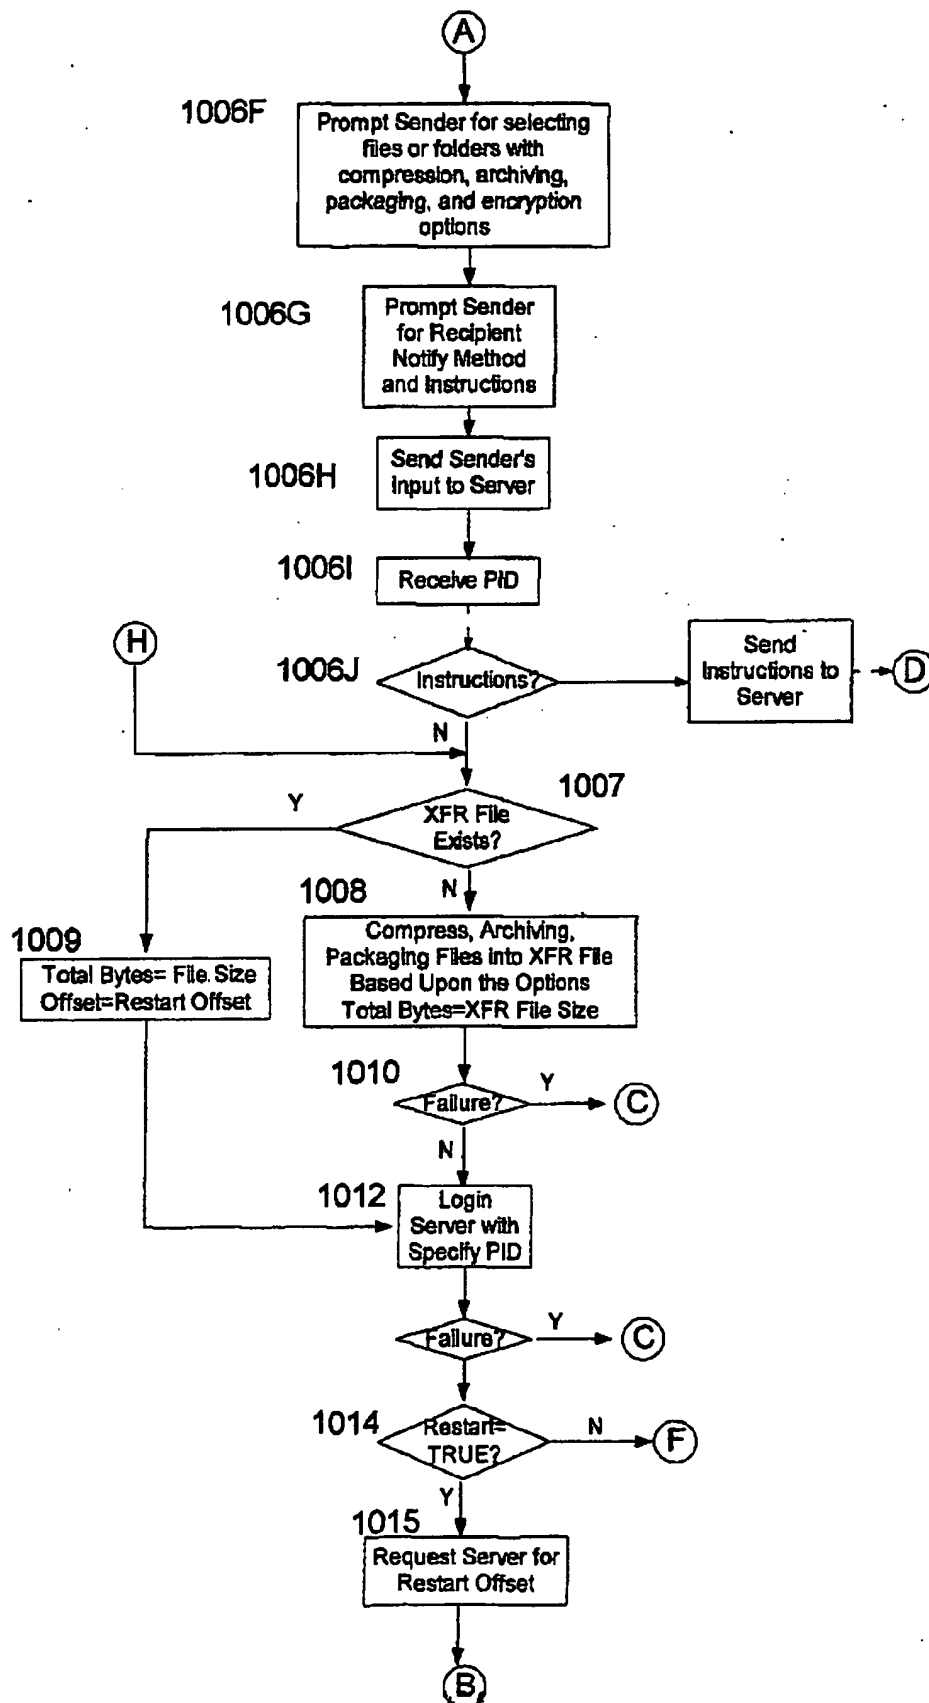 A
1006F
Prompt Sender for selecting
files or folders with
compression, archiving,
packaging, and encryption
options
1006G
Prompt Sender
for Recipient
Notify Method
and Instructions
1006H
Send Sender's
Input to Server
1006I
Receive PID
H
1006J
Instructions?
Send
Instructions to
Server
D
N
1007
Y
XFR File
Exists?
N
1008
Compress, Archiving,
Packaging Files into XFR File
Based Upon the Options
Total Bytes=XFR File Size
1009
Total Bytes= File Size
Offset=Restart Offset
1010
Failure?
Y
C
N
1012
Login
Server with
Specify PID
Failure?
Y
C
1014
Restart=
TRUE?
N
F
Y
1015
Request Server for
Restart Offset
B